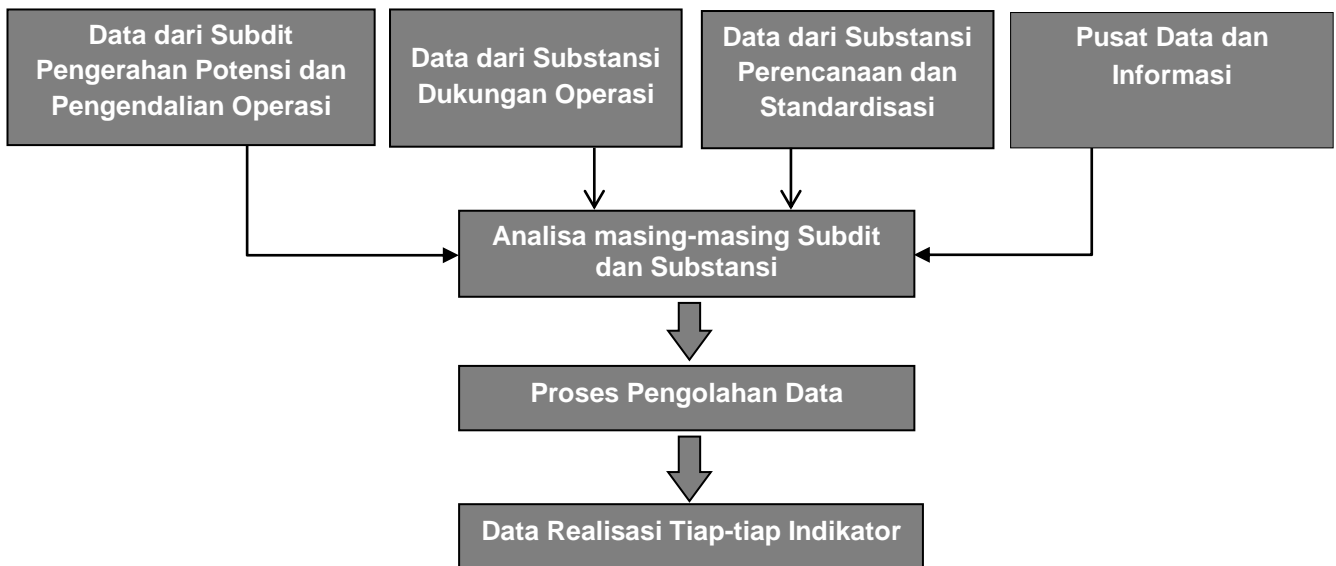 Data dari Subdit
Pengerahan Potensi dan
Pengendalian Operasi
Data dari Substansi
Dukungan Operasi
Data dari Substansi
Perencanaan dan
Standardisasi
Pusat Data dan
Informasi
Analisa masing-masing Subdit
dan Substansi
Proses Pengolahan Data
Data Realisasi Tiap-tiap Indikator